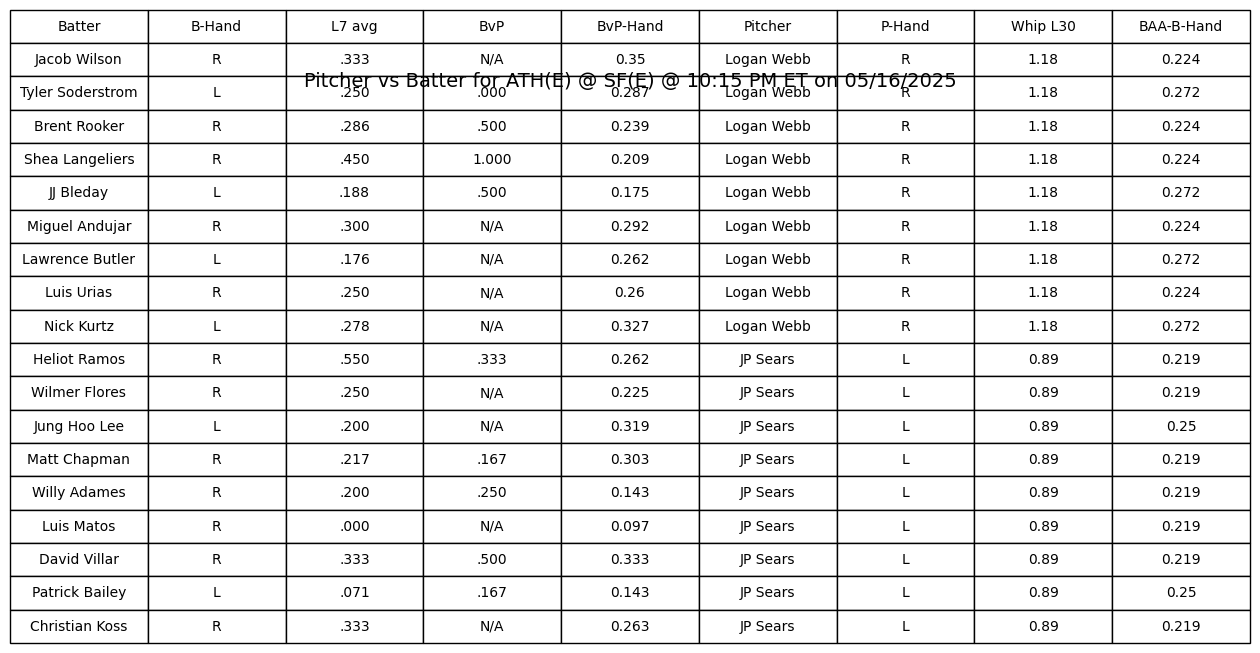 Batter B-Hand L7 avg BvP BvP-Hand Pitcher P-Hand Whip L30 BAA-B-Hand
Jacob Wilson R .333 N/A 0.35 Logan Webb R 1.18 0.224
Pitcher vs Batter for ATH(E) @ SF(E) @ 10:15 PM ET on 05/16/2025
Tyler Soderstrom L .250 .000 0.287 Logan Webb R 1.18 0.272
Brent Rooker R .286 .500 0.239 Logan Webb R 1.18 0.224
Shea Langeliers R .450 1.000 0.209 Logan Webb R 1.18 0.224
JJ Bleday L .188 .500 0.175 Logan Webb R 1.18 0.272
Miguel Andujar R .300 N/A 0.292 Logan Webb R 1.18 0.224
Lawrence Butler L .176 N/A 0.262 Logan Webb R 1.18 0.272
Luis Urias R .250 N/A 0.26 Logan Webb R 1.18 0.224
Nick Kurtz L .278 N/A 0.327 Logan Webb R 1.18 0.272
Heliot Ramos R .550 .333 0.262 JP Sears L 0.89 0.219
Wilmer Flores R .250 N/A 0.225 JP Sears L 0.89 0.219
Jung Hoo Lee L .200 N/A 0.319 JP Sears L 0.89 0.25
Matt Chapman R .217 .167 0.303 JP Sears L 0.89 0.219
Willy Adames R .200 .250 0.143 JP Sears L 0.89 0.219
Luis Matos R .000 N/A 0.097 JP Sears L 0.89 0.219
David Villar R .333 .500 0.333 JP Sears L 0.89 0.219
Patrick Bailey L .071 .167 0.143 JP Sears L 0.89 0.25
Christian Koss R .333 N/A 0.263 JP Sears L 0.89 0.219